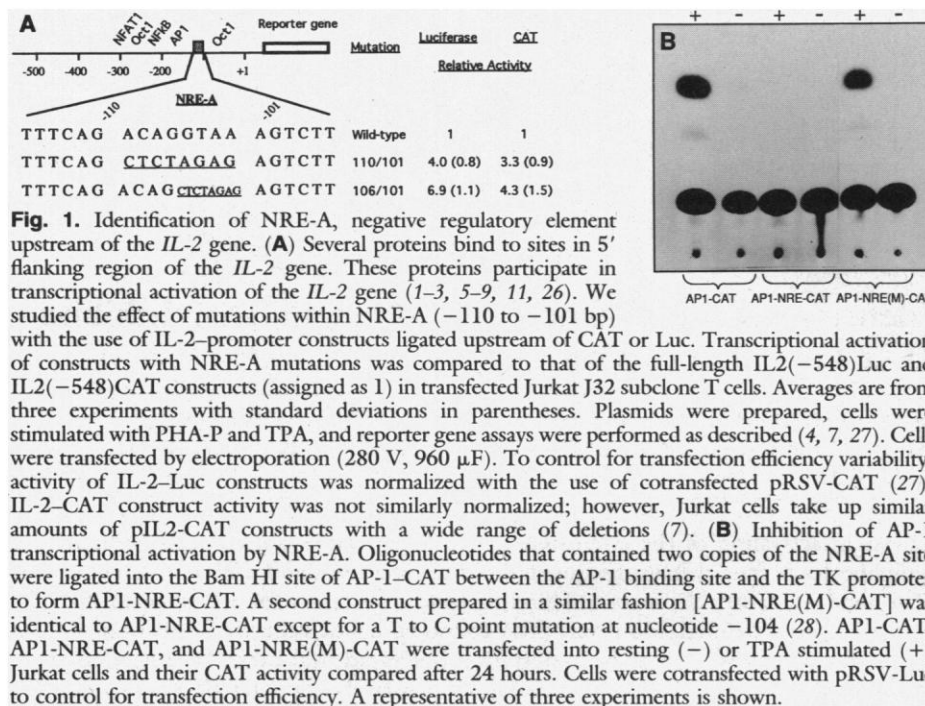 A
NFAT1
Oct1
NFkB
AP1
Oct1
Reporter gene
-500 -400 -300 -200 +1
Mutation
Luciferase CAT
Relative Activity
NRE-A
-110 -101
TTTCAG ACAGGTAA AGTCTT Wild-type 1 1
TTTCAG CTCTAGAG AGTCTT 110/101 4.0 (0.8) 3.3 (0.9)
TTTCAG ACAGCTCTAGAG AGTCTT 106/101 6.9 (1.1) 4.3 (1.5)
B
+ - + - + -
AP1-CAT AP1-NRE-CAT AP1-NRE(M)-CA
Fig. 1. Identification of NRE-A, negative regulatory element
upstream of the IL-2 gene. (A) Several proteins bind to sites in 5′
flanking region of the IL-2 gene. These proteins participate in
transcriptional activation of the IL-2 gene (1–3, 5–9, 11, 26). We
studied the effect of mutations within NRE-A (−110 to −101 bp)
with the use of IL-2–promoter constructs ligated upstream of CAT or Luc. Transcriptional activation
of constructs with NRE-A mutations was compared to that of the full-length IL2(−548)Luc and
IL2(−548)CAT constructs (assigned as 1) in transfected Jurkat J32 subclone T cells. Averages are from
three experiments with standard deviations in parentheses. Plasmids were prepared, cells were
stimulated with PHA-P and TPA, and reporter gene assays were performed as described (4, 7, 27). Cell
were transfected by electroporation (280 V, 960 μF). To control for transfection efficiency variability
activity of IL-2–Luc constructs was normalized with the use of cotransfected pRSV-CAT (27)
IL-2–CAT construct activity was not similarly normalized; however, Jurkat cells take up similar
amounts of pIL2-CAT constructs with a wide range of deletions (7). (B) Inhibition of AP-1
transcriptional activation by NRE-A. Oligonucleotides that contained two copies of the NRE-A site
were ligated into the Bam HI site of AP-1–CAT between the AP-1 binding site and the TK promoter
to form AP1-NRE-CAT. A second construct prepared in a similar fashion [AP1-NRE(M)-CAT] wa
identical to AP1-NRE-CAT except for a T to C point mutation at nucleotide −104 (28). AP1-CAT
AP1-NRE-CAT, and AP1-NRE(M)-CAT were transfected into resting (−) or TPA stimulated (+
Jurkat cells and their CAT activity compared after 24 hours. Cells were cotransfected with pRSV-Lu
to control for transfection efficiency. A representative of three experiments is shown.